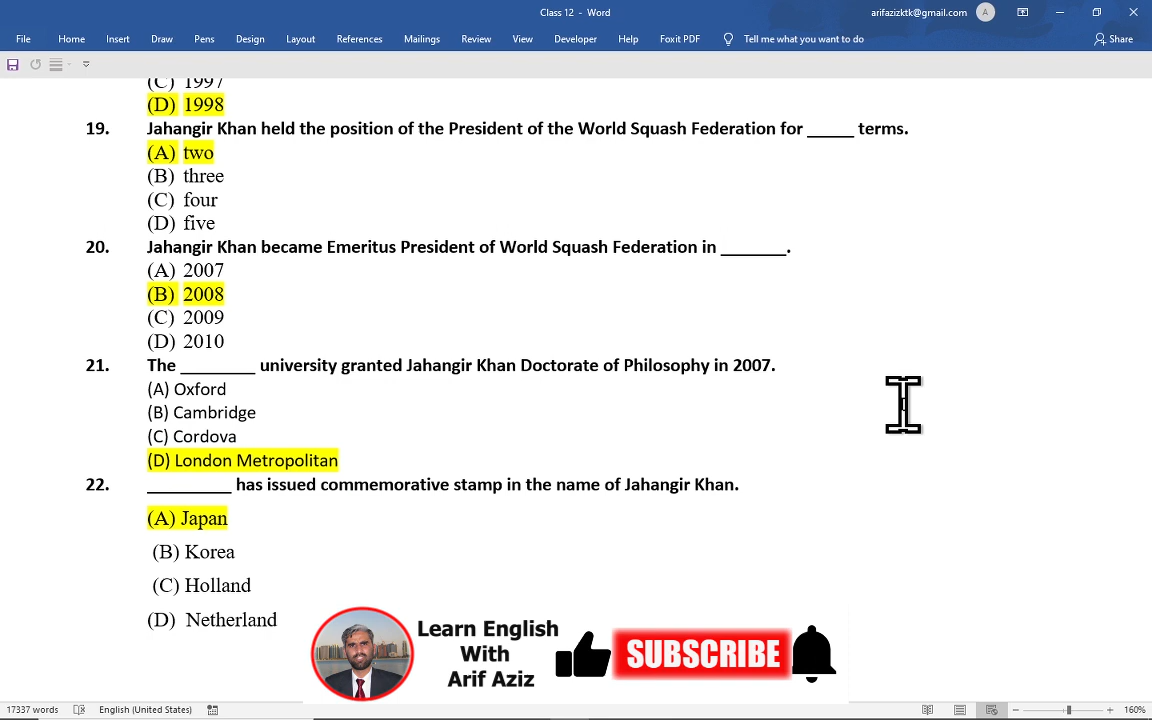 Class 12 - Word
arifazizktk@gmail.com
A
File Home Insert Draw Pens Design Layout References Mailings Review View Developer Help Foxit PDF Tell me what you want to do Share
(C) 1997
(D) 1998
19. Jahangir Khan held the position of the President of the World Squash Federation for _____ terms.
(A) two
(B) three
(C) four
(D) five
20. Jahangir Khan became Emeritus President of World Squash Federation in _______.
(A) 2007
(B) 2008
(C) 2009
(D) 2010
21. The ________ university granted Jahangir Khan Doctorate of Philosophy in 2007.
(A) Oxford
(B) Cambridge
(C) Cordova
(D) London Metropolitan
22. _________ has issued commemorative stamp in the name of Jahangir Khan.
(A) Japan
(B) Korea
(C) Holland
(D) Netherland
Learn English
With
Arif Aziz
SUBSCRIBE
17337 words English (United States) 160%